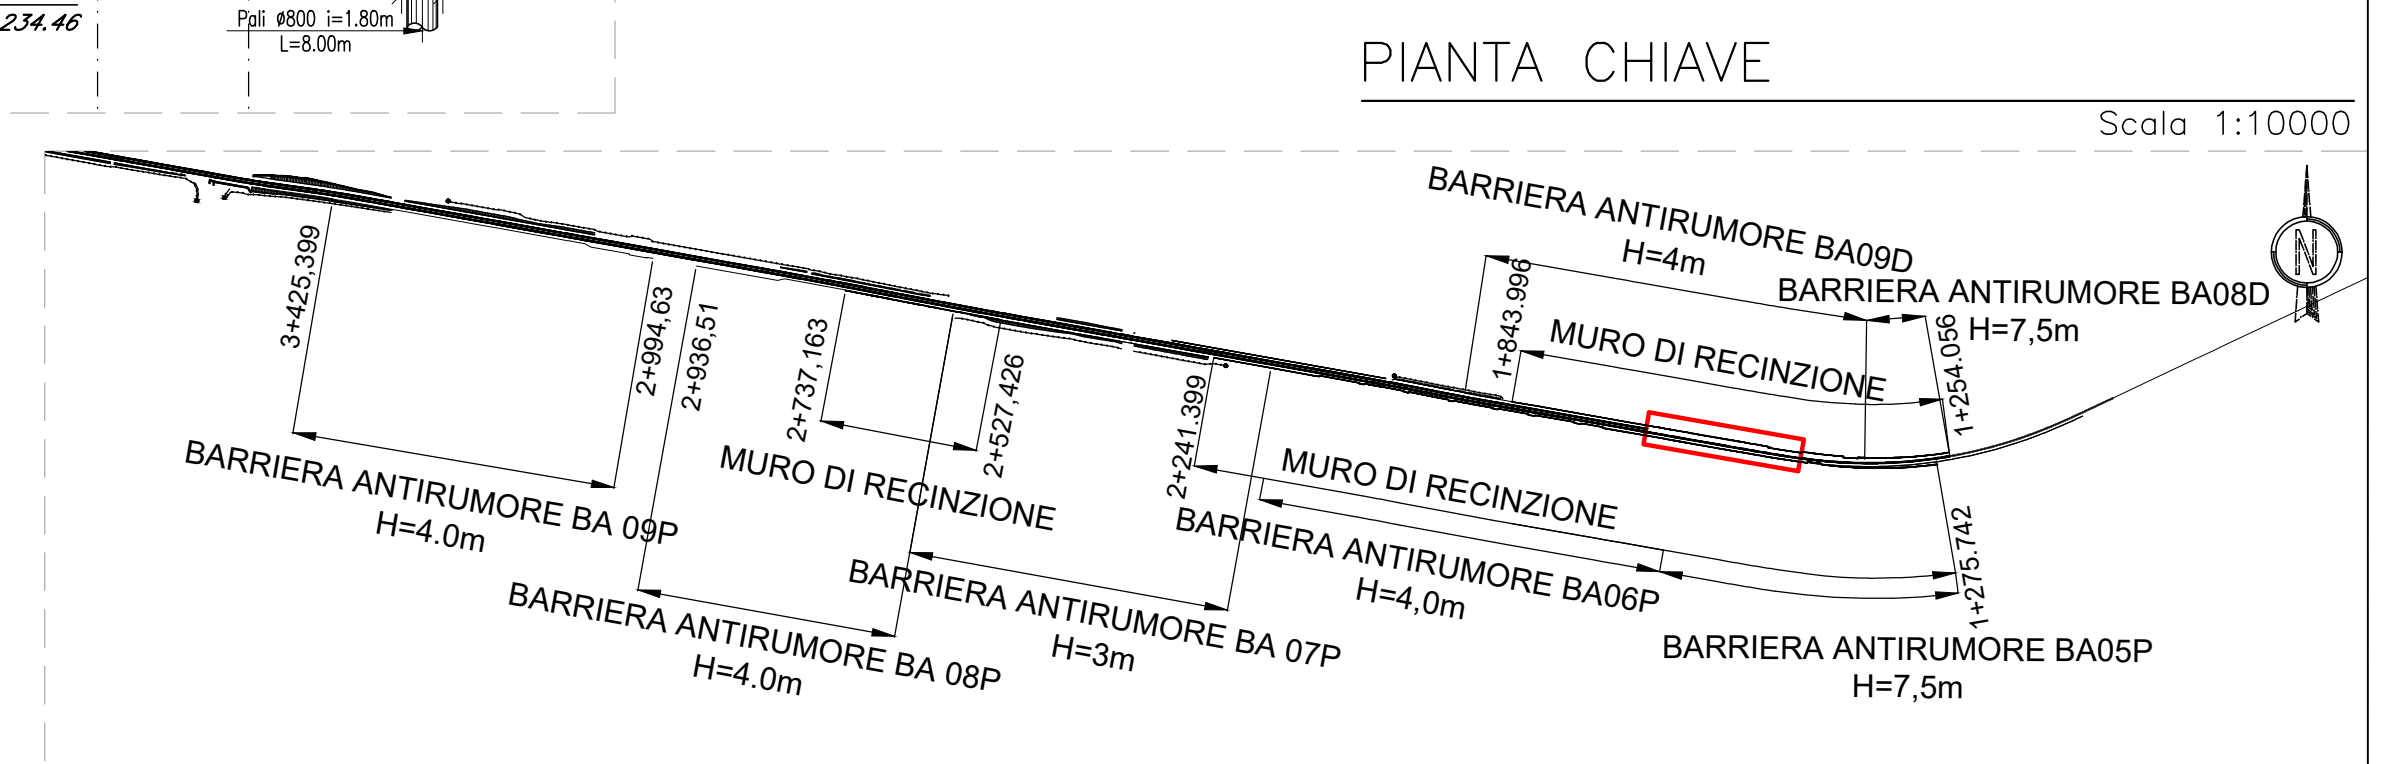 234.46
Pali ø800 i=1.80m
L=8.00m
PIANTA CHIAVE
Scala 1:10000
BARRIERA ANTIRUMORE BA09D
H=4m
BARRIERA ANTIRUMORE BA08D
H=7,5m
N
1+843.996
MURO DI RECINZIONE
1+254.056
3+425,399
2+994,63
2+936,51
2+737,163
2+527,426
2+241.399
BARRIERA ANTIRUMORE BA 09P
H=4.0m
MURO DI RECINZIONE
MURO DI RECINZIONE
BARRIERA ANTIRUMORE BA06P
H=4,0m
1+275.742
BARRIERA ANTIRUMORE BA 08P
H=4.0m
BARRIERA ANTIRUMORE BA 07P
H=3m
BARRIERA ANTIRUMORE BA05P
H=7,5m